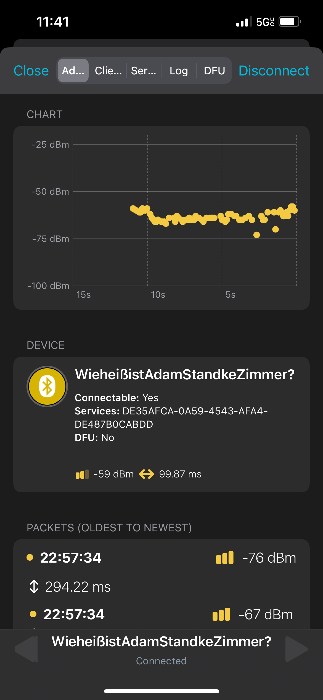 11:41 5G
Close Ad... Clie... Ser... Log DFU Disconnect
CHART
-25 dBm
-50 dBm
-75 dBm
-100 dBm
15s 10s 5s
DEVICE
WieheißistAdamStandkeZimmer?
Connectable: Yes
Services: DE35AFCA-0A59-4543-AFA4-
DE487B0CABDD
DFU: No
-59 dBm 99.87 ms
PACKETS (OLDEST TO NEWEST)
22:57:34 -76 dBm
294.22 ms
22:57:34 -67 dBm
WieheißistAdamStandkeZimmer?
Connected